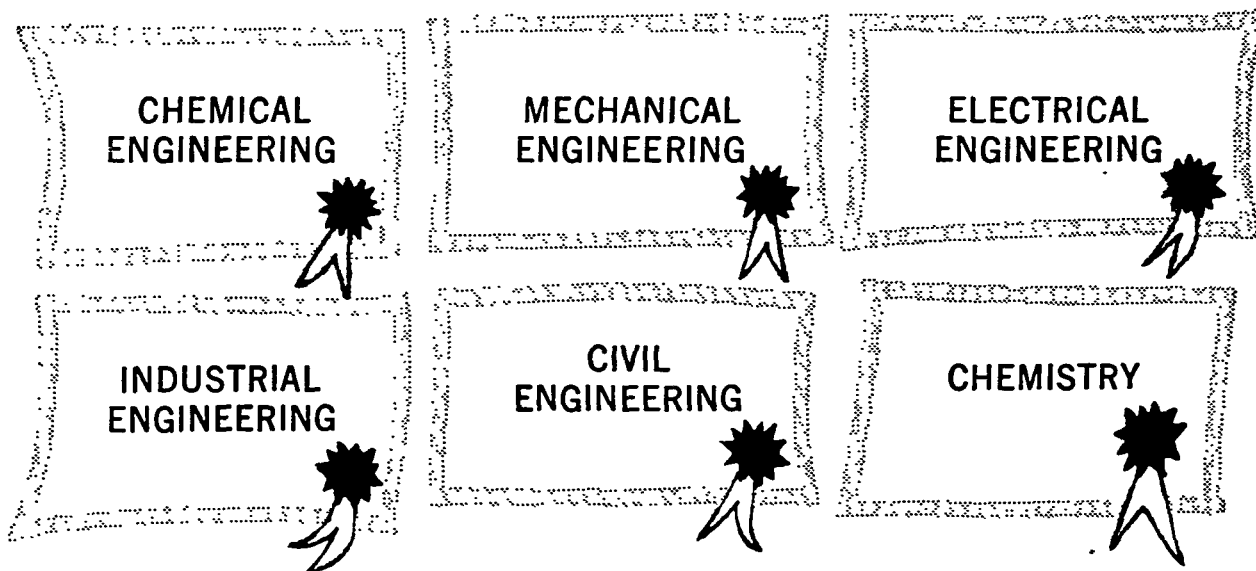 CHEMICAL
ENGINEERING
MECHANICAL
ENGINEERING
ELECTRICAL
ENGINEERING
INDUSTRIAL
ENGINEERING
CIVIL
ENGINEERING
CHEMISTRY